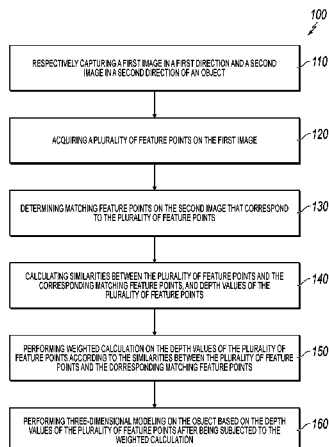 100
RESPECTIVELY CAPTURING A FIRST IMAGE IN A FIRST DIRECTION AND A SECOND
IMAGE IN A SECOND DIRECTION OF AN OBJECT
110
ACQUIRING A PLURALITY OF FEATURE POINTS ON THE FIRST IMAGE
120
DETERMINING MATCHING FEATURE POINTS ON THE SECOND IMAGE THAT CORRESPOND
TO THE PLURALITY OF FEATURE POINTS
130
CALCULATING SIMILARITIES BETWEEN THE PLURALITY OF FEATURE POINTS AND THE
CORRESPONDING MATCHING FEATURE POINTS, AND DEPTH VALUES OF THE
PLURALITY OF FEATURE POINTS
140
PERFORMING WEIGHTED CALCULATION ON THE DEPTH VALUES OF THE PLURALITY OF
FEATURE POINTS ACCORDING TO THE SIMILARITIES BETWEEN THE PLURALITY OF FEATURE
POINTS AND THE CORRESPONDING MATCHING FEATURE POINTS
150
PERFORMING THREE-DIMENSIONAL MODELING ON THE OBJECT BASED ON THE DEPTH
VALUES OF THE PLURALITY OF FEATURE POINTS AFTER BEING SUBJECTED TO THE
WEIGHTED CALCULATION
160